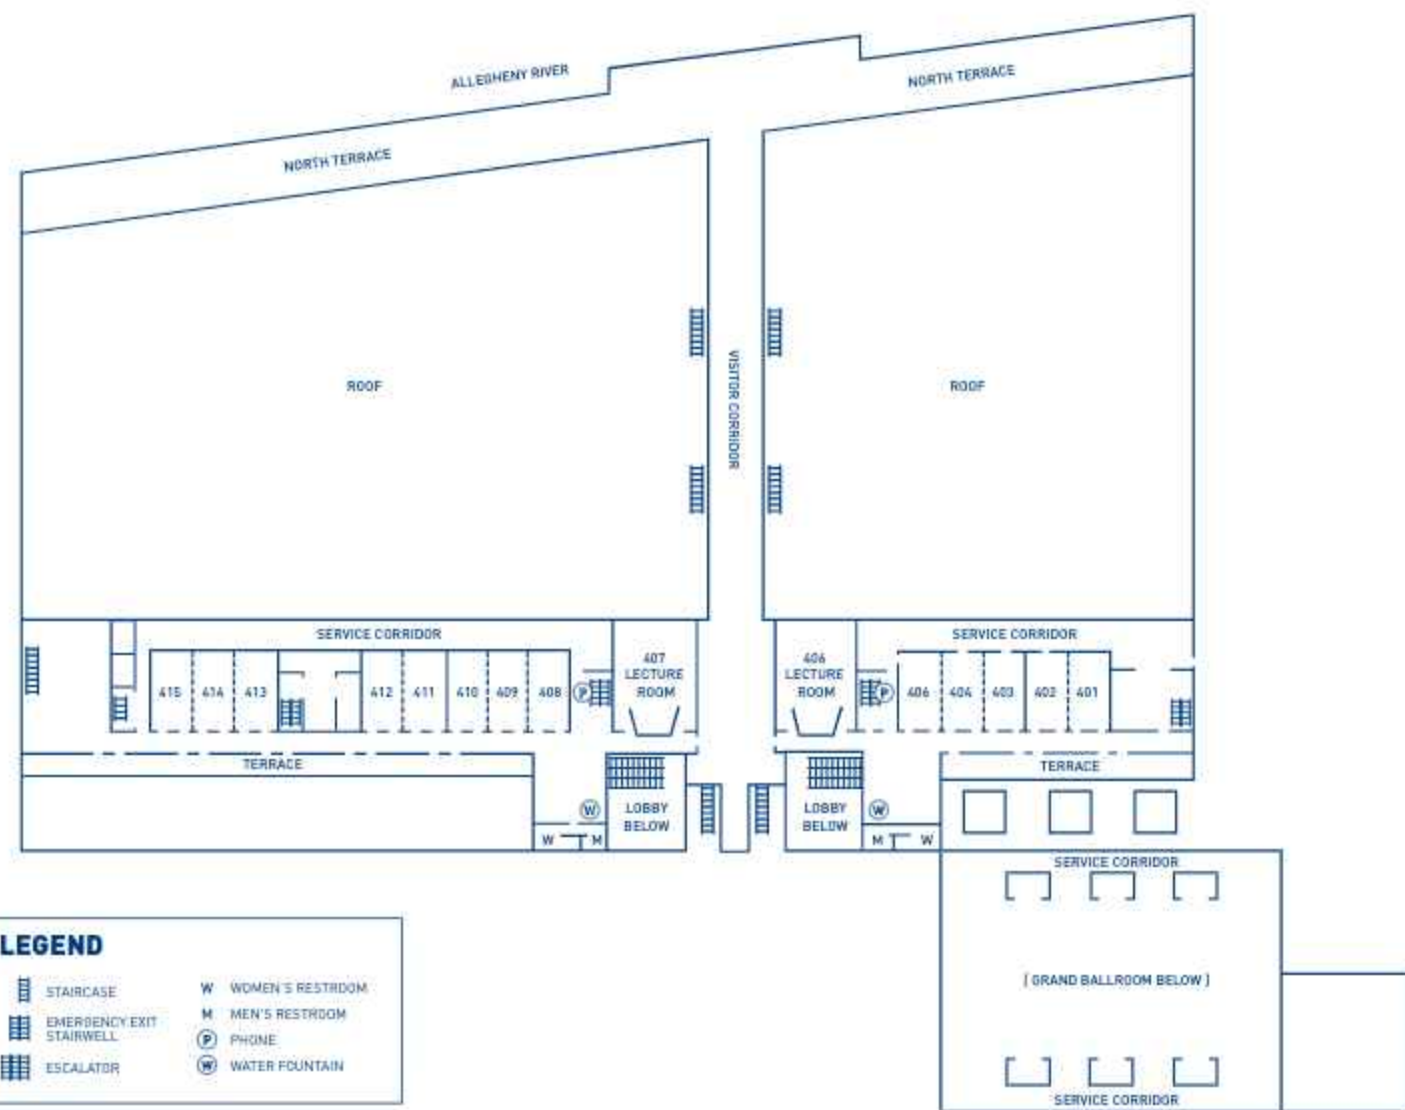 ALLEGHENY RIVER
NORTH TERRACE
NORTH TERRACE
ROOF
VISITOR CORRIDOR
ROOF
SERVICE CORRIDOR
SERVICE CORRIDOR
415
414
413
412
411
410
409
408
P
407
LECTURE
ROOM
406
LECTURE
ROOM
P
406
404
403
402
401
TERRACE
TERRACE
W
LOBBY
BELOW
LOBBY
BELOW
W
W
M
M
W
SERVICE CORRIDOR
[ GRAND BALLROOM BELOW ]
SERVICE CORRIDOR
LEGEND
STAIRCASE
EMERGENCY EXIT
STAIRWELL
ESCALATOR
W WOMEN'S RESTROOM
M MEN'S RESTROOM
P PHONE
W WATER FOUNTAIN